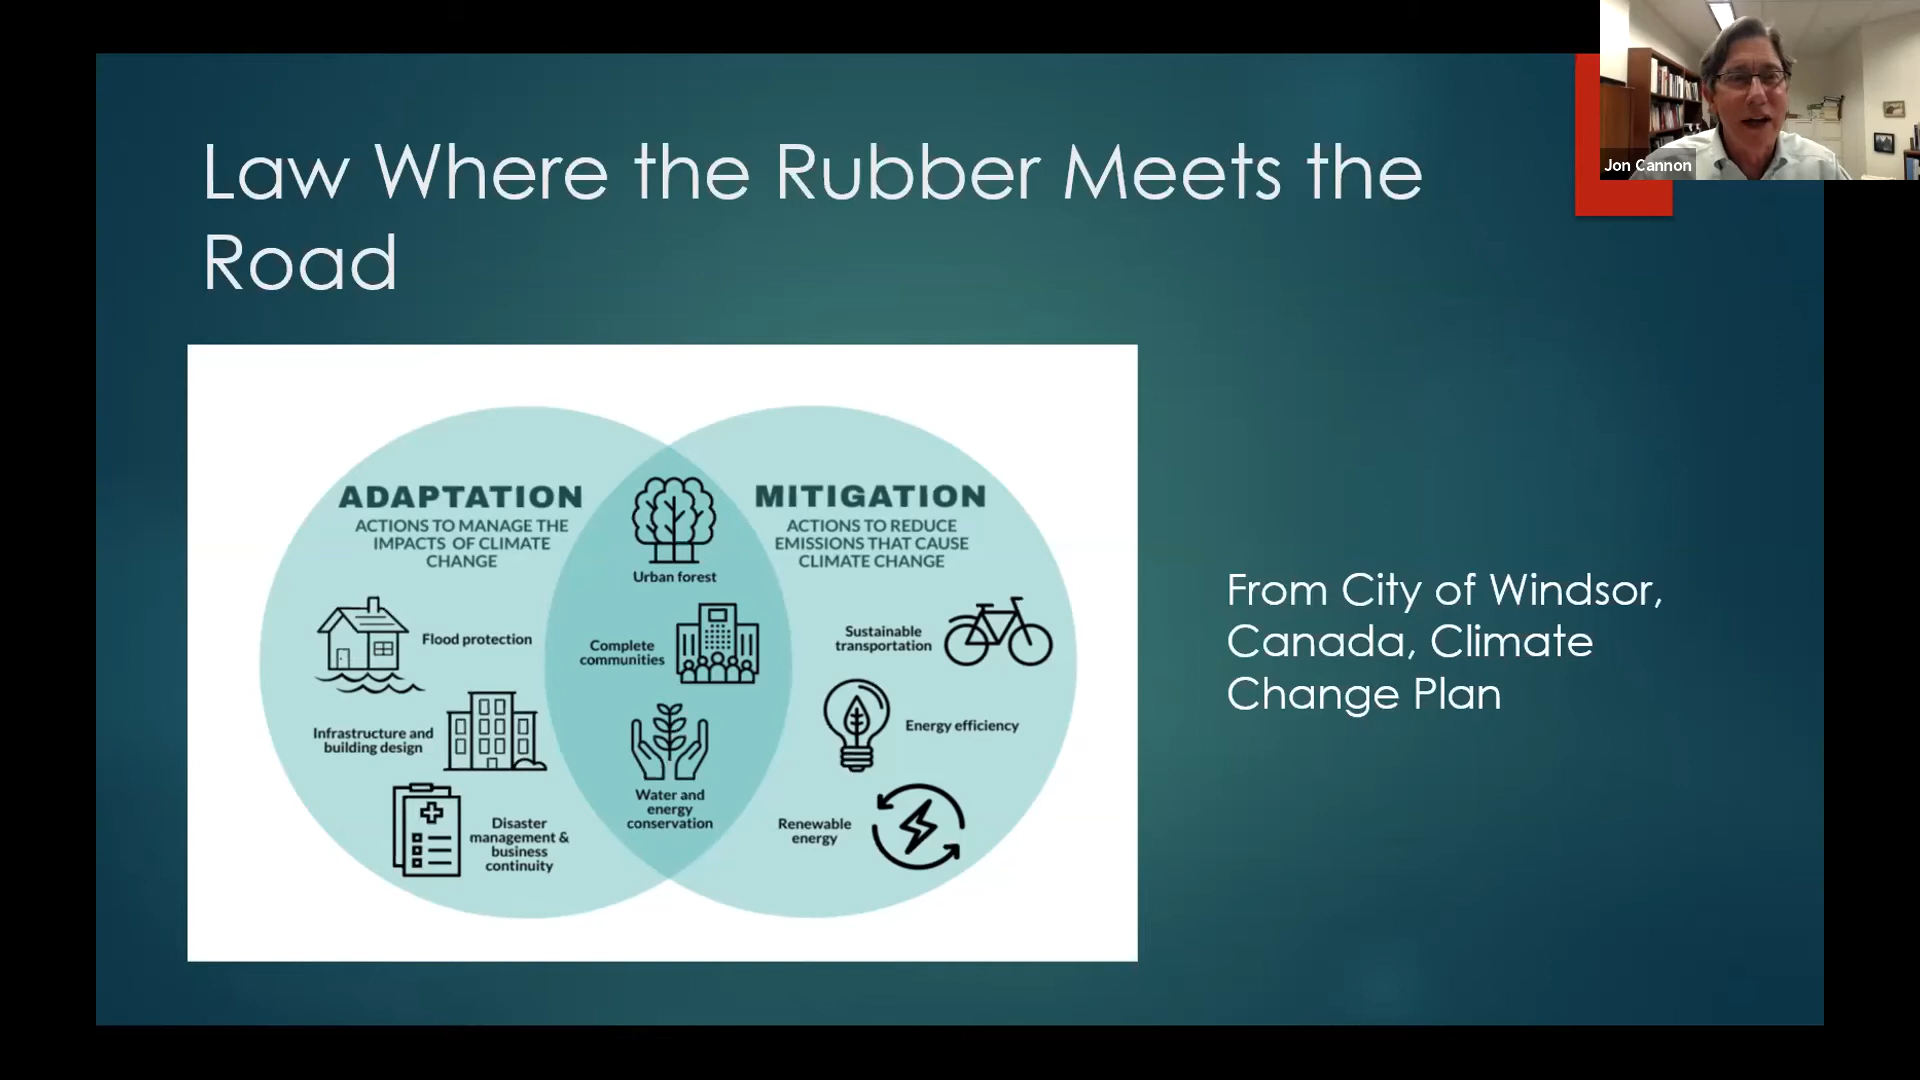 Law Where the Rubber Meets the
Road
Jon Cannon
ADAPTATION
ACTIONS TO MANAGE THE
IMPACTS OF CLIMATE
CHANGE
Flood protection
Infrastructure and
building design
Disaster
management &
business
continuity
Urban forest
Complete
communities
Water and
energy
conservation
MITIGATION
ACTIONS TO REDUCE
EMISSIONS THAT CAUSE
CLIMATE CHANGE
Sustainable
transportation
Energy efficiency
Renewable
energy
From City of Windsor,
Canada, Climate
Change Plan